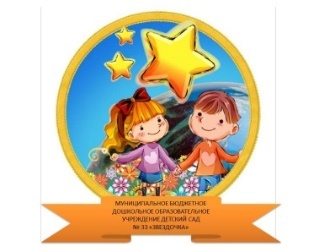 МУНИЦИПАЛЬНОЕ БЮДЖЕТНОЕ
ДОШКОЛЬНОЕ ОБРАЗОВАТЕЛЬНОЕ
УЧРЕЖДЕНИЕ ДЕТСКИЙ САД
№ 33 «ЗВЕЗДОЧКА»